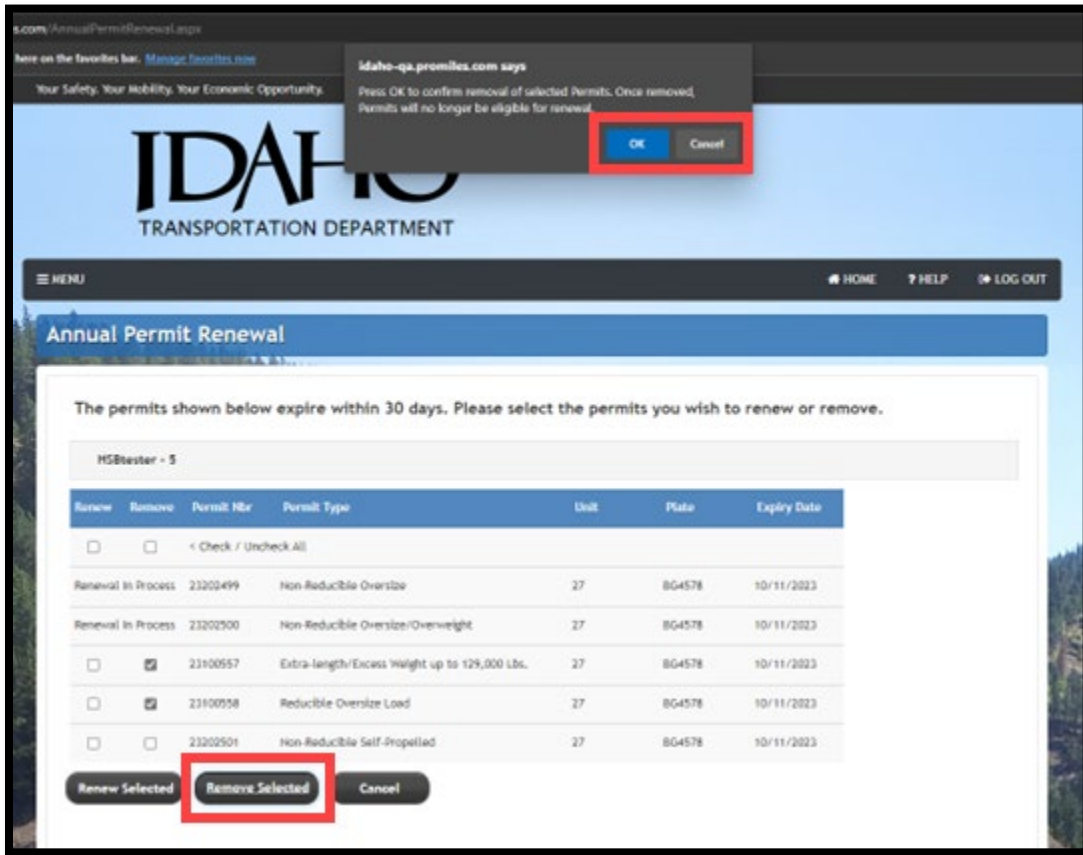 s.com/AnnualPermitRenewal.aspx
here on the favorites bar. Manage favorites now
Your Safety. Your Mobility. Your Economic Opportunity.
idaho-qa.promiles.com says
Press OK to confirm removal of selected Permits. Once removed,
Permits will no longer be eligible for renewal.
OK Cancel
IDAHO
TRANSPORTATION DEPARTMENT
MENU HOME ? HELP LOG OUT
Annual Permit Renewal
The permits shown below expire within 30 days. Please select the permits you wish to renew or remove.
HSBtester - 5
Renew Remove Permit Nbr Permit Type Unit Plate Expiry Date
< Check / Uncheck All
Renewal In Process 23202499 Non-Reducible Oversize 27 BG4578 10/11/2023
Renewal In Process 23202500 Non-Reducible Oversize/Overweight 27 BG4578 10/11/2023
23100557 Extra-length/Excess Weight up to 129,000 Lbs. 27 BG4578 10/11/2023
23100558 Reducible Oversize Load 27 BG4578 10/11/2023
23202501 Non-Reducible Self-Propelled 27 BG4578 10/11/2023
Renew Selected Remove Selected Cancel